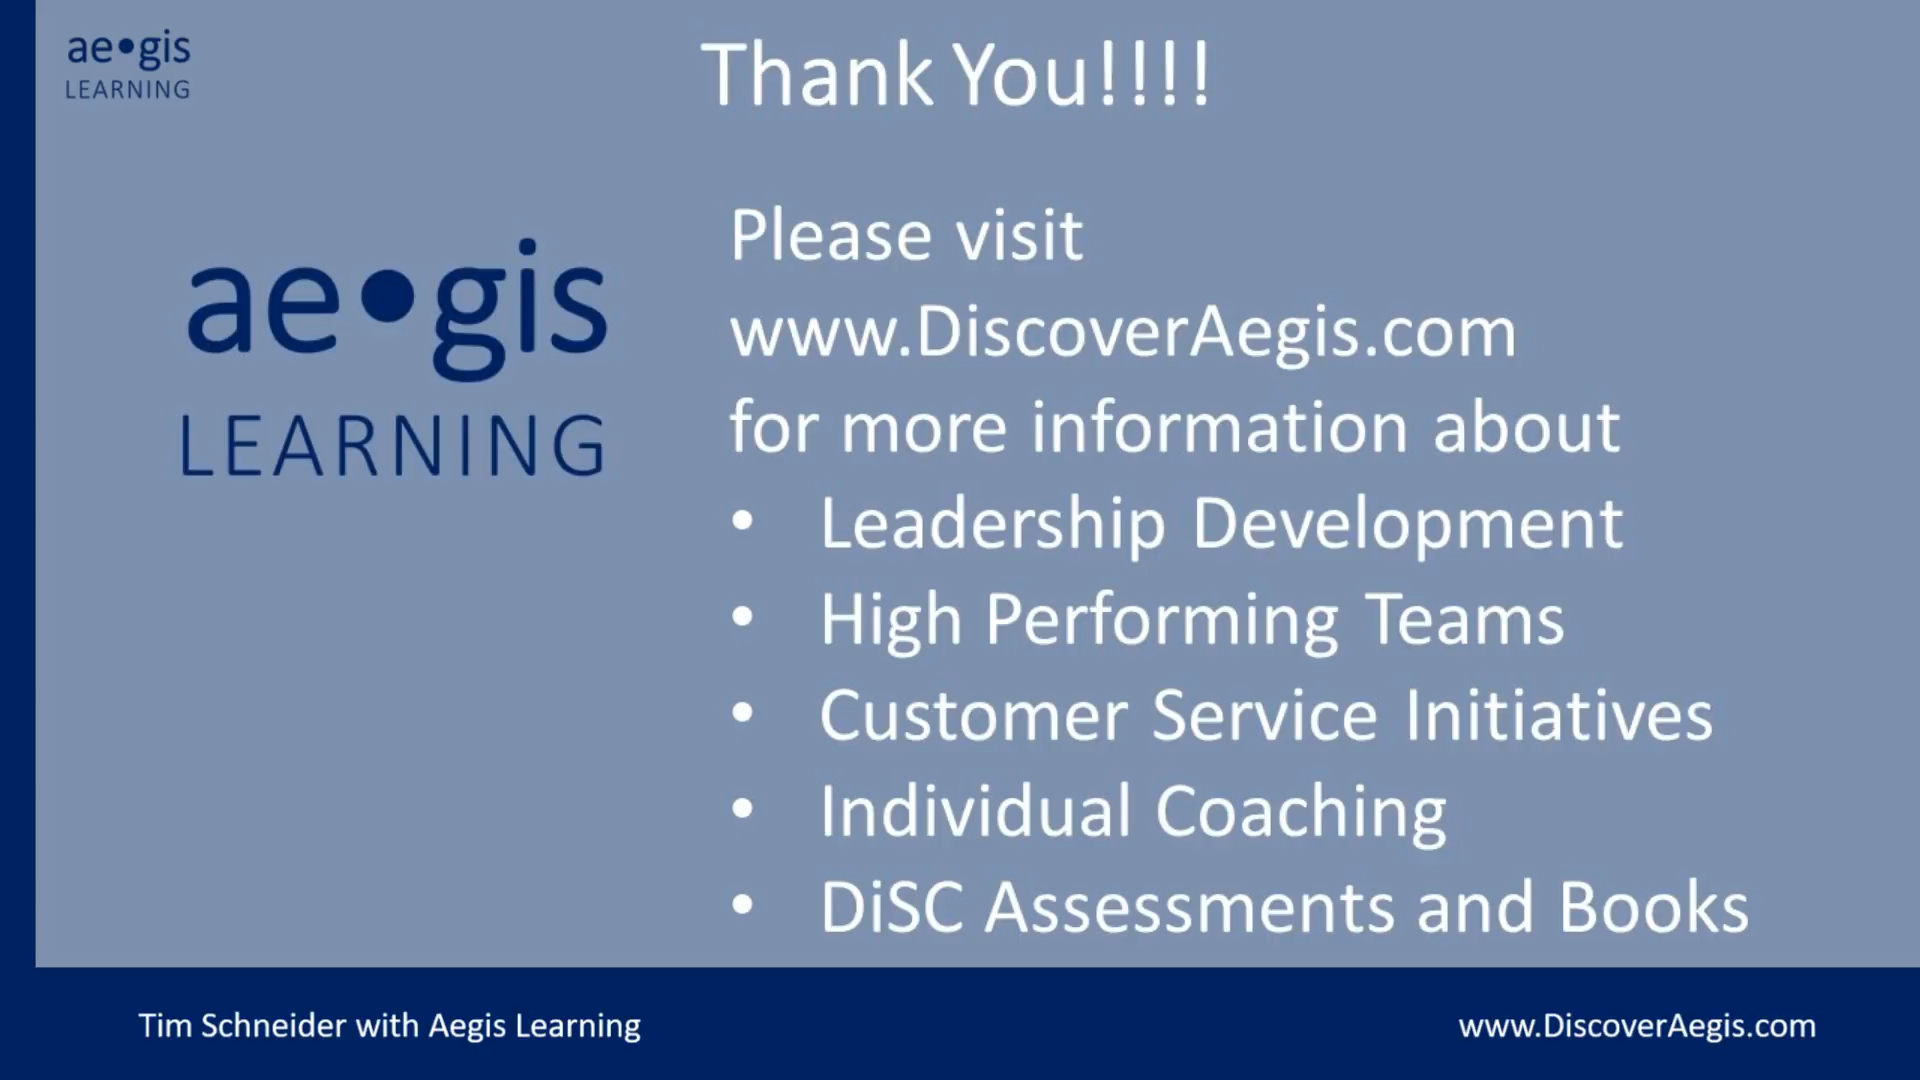 ae•gis
LEARNING
Thank You!!!!
ae•gis
LEARNING
Please visit
www.DiscoverAegis.com
for more information about
• Leadership Development
• High Performing Teams
• Customer Service Initiatives
• Individual Coaching
• DiSC Assessments and Books
Tim Schneider with Aegis Learning
www.DiscoverAegis.com